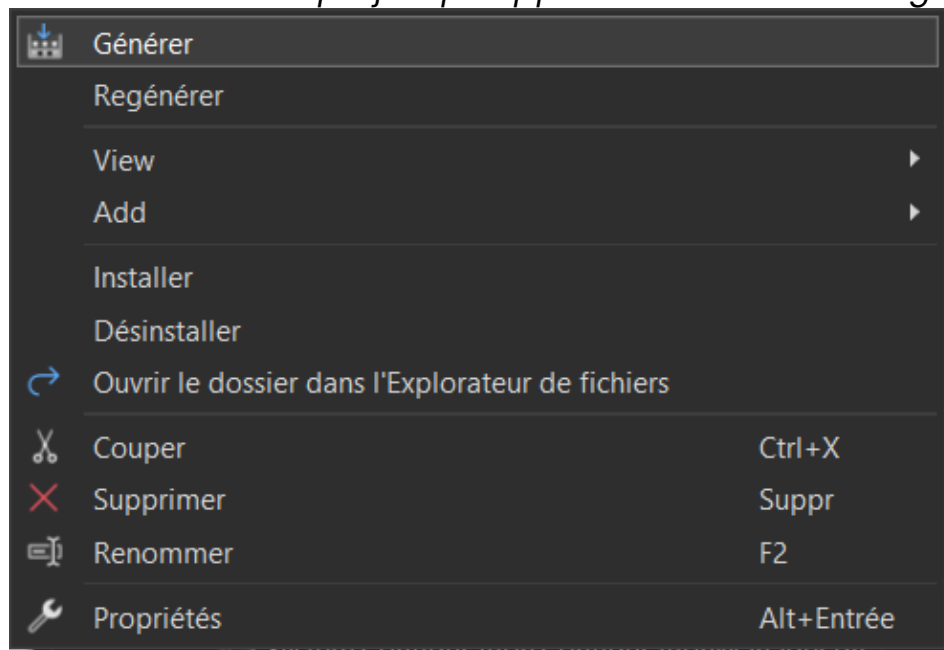 Générer
Regénérer
View
Add
Installer
Désinstaller
Ouvrir le dossier dans l'Explorateur de fichiers
Couper Ctrl+X
Supprimer Suppr
Renommer F2
Propriétés Alt+Entrée